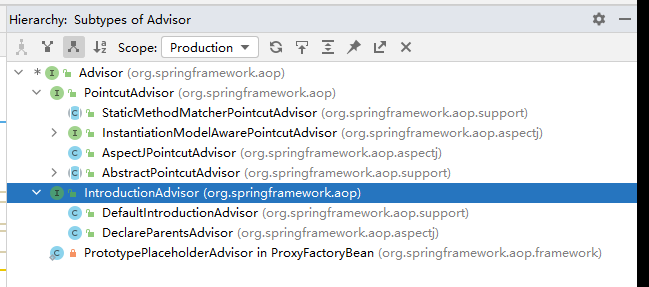 Hierarchy: Subtypes of Advisor
Scope: Production
* Advisor (org.springframework.aop)
PointcutAdvisor (org.springframework.aop)
StaticMethodMatcherPointcutAdvisor (org.springframework.aop.support)
InstantiationModelAwarePointcutAdvisor (org.springframework.aop.aspectj)
AspectJPointcutAdvisor (org.springframework.aop.aspectj)
AbstractPointcutAdvisor (org.springframework.aop.support)
IntroductionAdvisor (org.springframework.aop)
DefaultIntroductionAdvisor (org.springframework.aop.support)
DeclareParentsAdvisor (org.springframework.aop.aspectj)
PrototypePlaceholderAdvisor in ProxyFactoryBean (org.springframework.aop.framework)